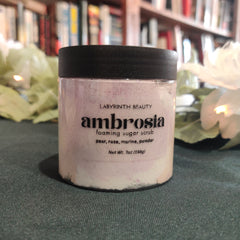 LABYRINTH BEAUTY
ambrosia
foaming sugar scrub
pear, rose, marine, powder
Net Wt. 7oz (198g)